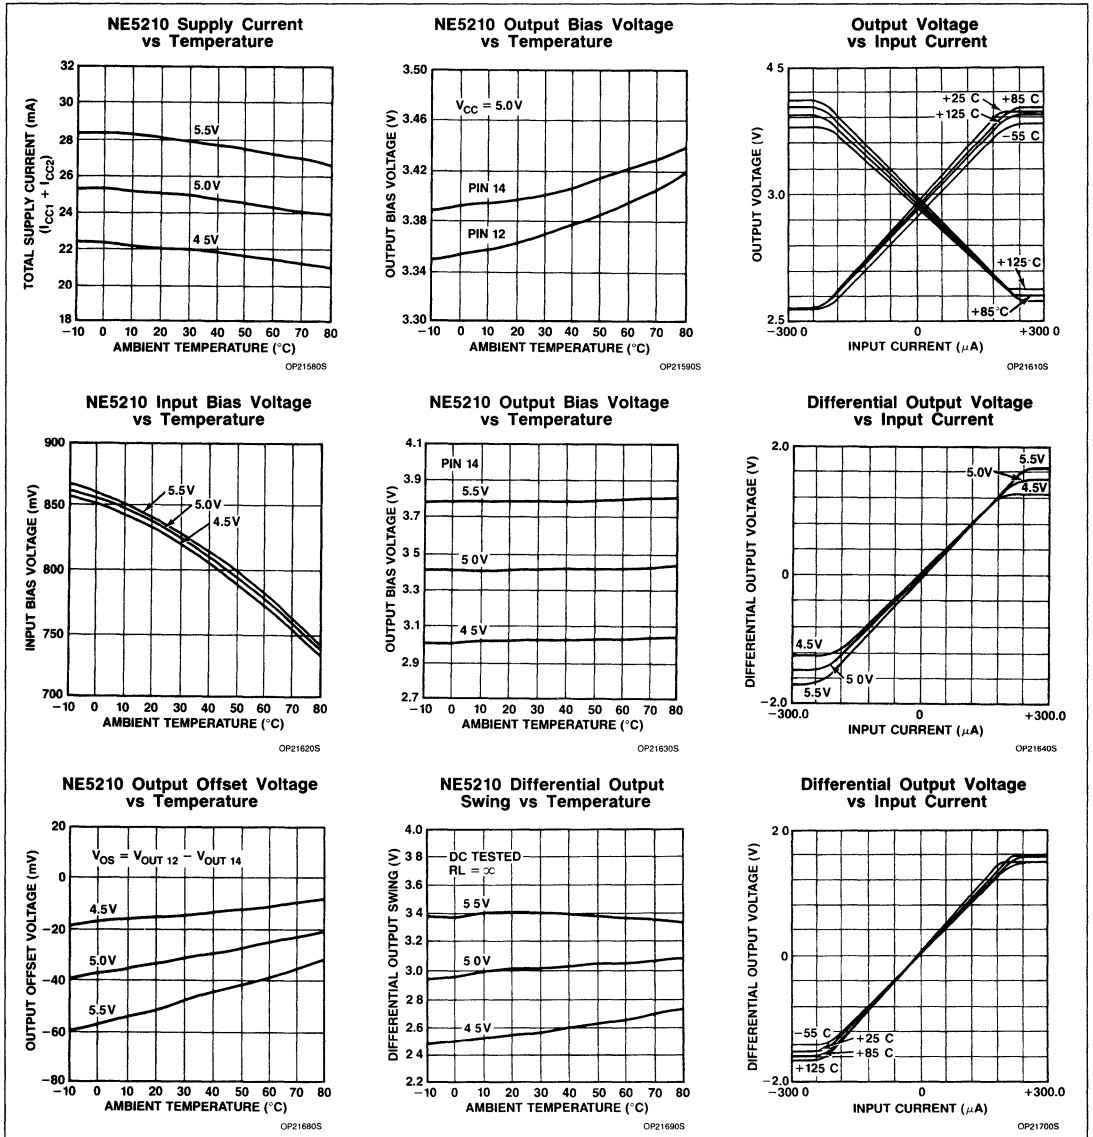 NE5210 Supply Current
vs Temperature
TOTAL SUPPLY CURRENT (mA)
(ICC1 + ICC2)
32
30
28
26
24
22
20
18
5.5V
5.0V
4 5V
−10 0 10 20 30 40 50 60 70 80
AMBIENT TEMPERATURE (°C)
OP21580S
NE5210 Output Bias Voltage
vs Temperature
OUTPUT BIAS VOLTAGE (V)
3.50
3.46
3.42
3.38
3.34
3.30
VCC = 5.0V
PIN 14
PIN 12
−10 0 10 20 30 40 50 60 70 80
AMBIENT TEMPERATURE (°C)
OP21590S
Output Voltage
vs Input Current
OUTPUT VOLTAGE (V)
4 5
3.0
2.5
+25 C
+85 C
+125 C
−55 C
+125°C
+85°C
−300 0
0
+300 0
INPUT CURRENT (μA)
OP21610S
NE5210 Input Bias Voltage
vs Temperature
INPUT BIAS VOLTAGE (mV)
900
850
800
750
700
5.5V
5.0V
4.5V
−10 0 10 20 30 40 50 60 70 80
AMBIENT TEMPERATURE (°C)
OP21620S
NE5210 Output Bias Voltage
vs Temperature
OUTPUT BIAS VOLTAGE (V)
4.1
3.9
3.7
3.5
3.3
3.1
2.9
2.7
PIN 14
5.5V
5 0V
4 5V
−10 0 10 20 30 40 50 60 70 80
AMBIENT TEMPERATURE (°C)
OP21630S
Differential Output Voltage
vs Input Current
DIFFERENTIAL OUTPUT VOLTAGE (V)
2.0
0
−2.0
5.5V
5.0V
4.5V
4.5V
5 0V
5.5V
−300.0
0
+300.0
INPUT CURRENT (μA)
OP21640S
NE5210 Output Offset Voltage
vs Temperature
OUTPUT OFFSET VOLTAGE (mV)
20
0
−20
−40
−60
−80
VOS = VOUT 12 − VOUT 14
4.5V
5.0V
5.5V
−10 0 10 20 30 40 50 60 70 80
AMBIENT TEMPERATURE (°C)
OP21680S
NE5210 Differential Output
Swing vs Temperature
DIFFERENTIAL OUTPUT SWING (V)
4.0
3.8
3.6
3.4
3.2
3.0
2.8
2.6
2 4
2.2
DC TESTED
RL = ∞
5 5V
5 0V
4 5V
−10 0 10 20 30 40 50 60 70 80
AMBIENT TEMPERATURE (°C)
OP21690S
Differential Output Voltage
vs Input Current
DIFFERENTIAL OUTPUT VOLTAGE (V)
2 0
0
−2.0
−55 C
+25 C
+85 C
+125 C
−300.0
0
+300.0
INPUT CURRENT (μA)
OP21700S